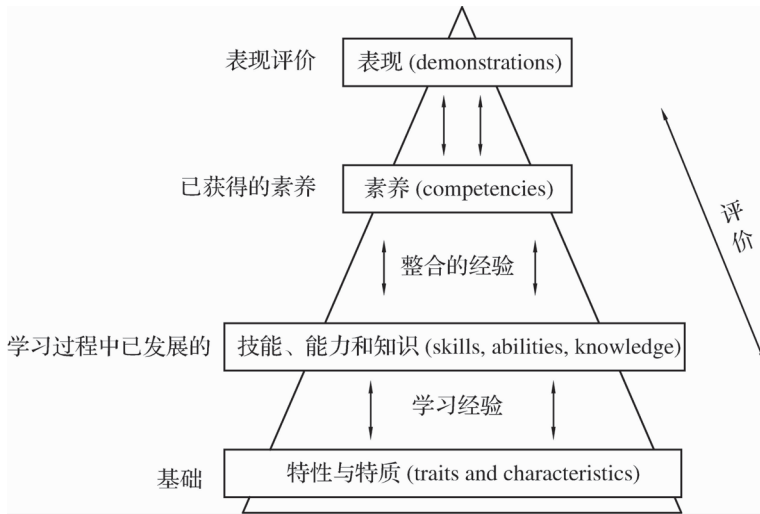 表现评价 表现 (demonstrations)
已获得的素养 素养 (competencies)
评价
整合的经验
学习过程中已发展的 技能、能力和知识 (skills, abilities, knowledge)
学习经验
基础 特性与特质 (traits and characteristics)